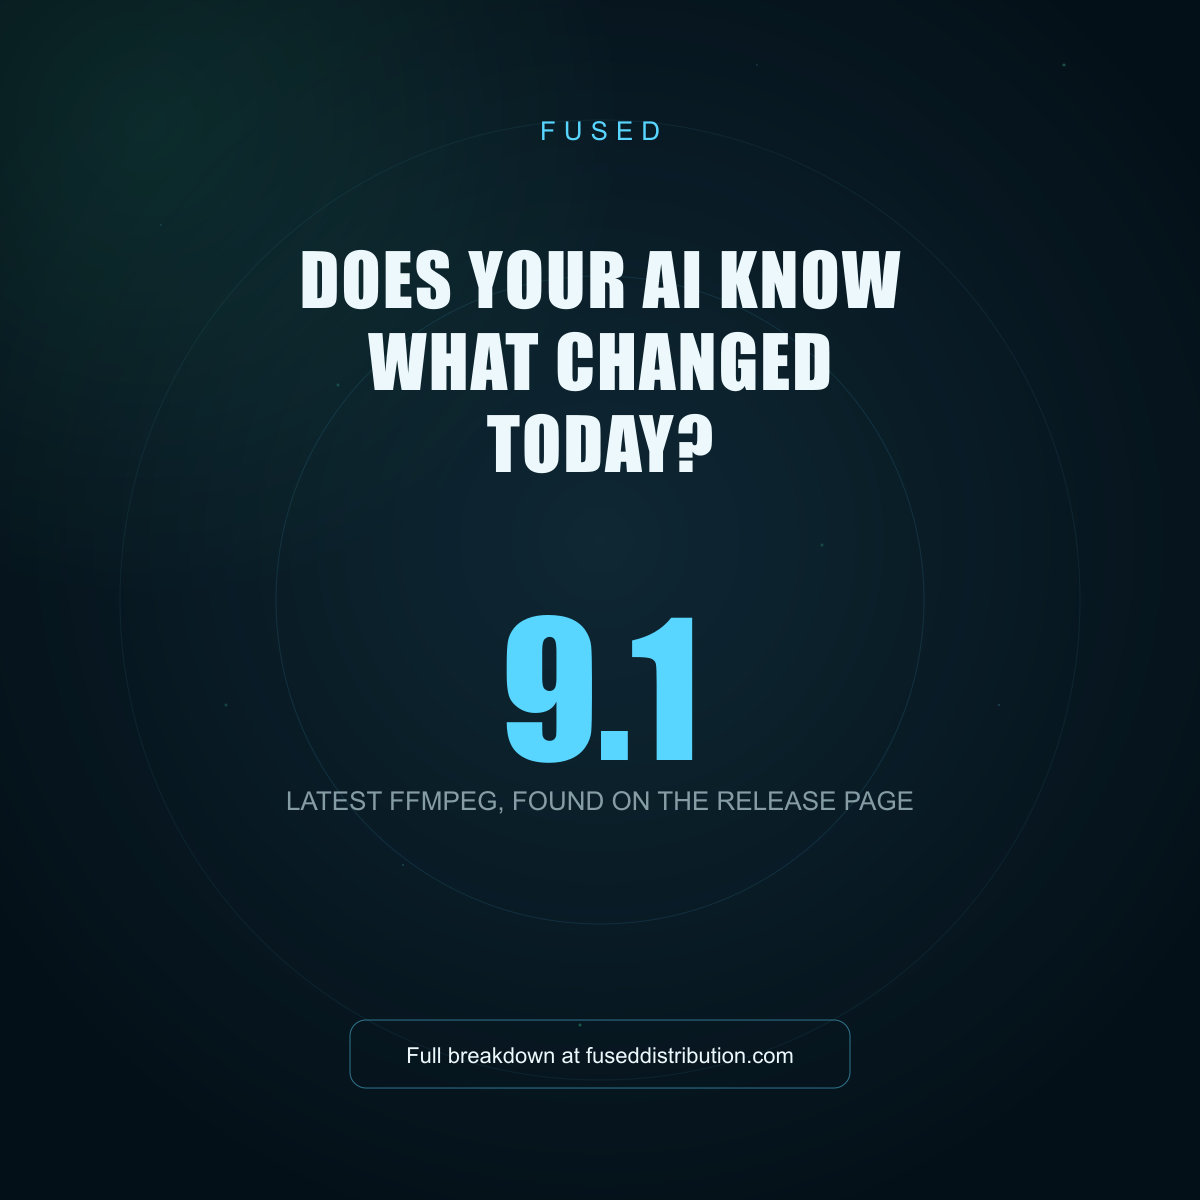 FUSED
DOES YOUR AI KNOW
WHAT CHANGED
TODAY?
9.1
LATEST FFMPEG, FOUND ON THE RELEASE PAGE
Full breakdown at fuseddistribution.com